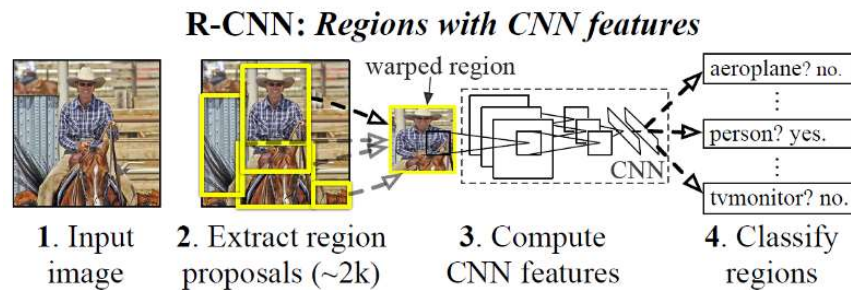 R-CNN: Regions with CNN features
warped region
aeroplane? no.
⋮
person? yes.
⋮
tvmonitor? no.
CNN
1. Input
image
2. Extract region
proposals (~2k)
3. Compute
CNN features
4. Classify
regions